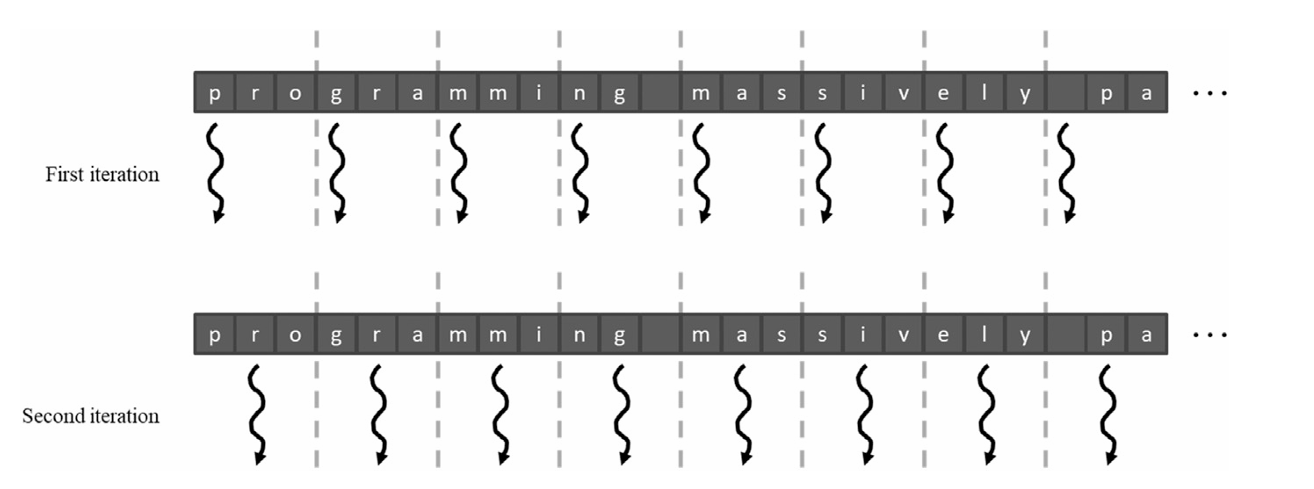 p r o g r a m m i n g   m a s s i v e l y   p a ...
First iteration
p r o g r a m m i n g   m a s s i v e l y   p a ...
Second iteration